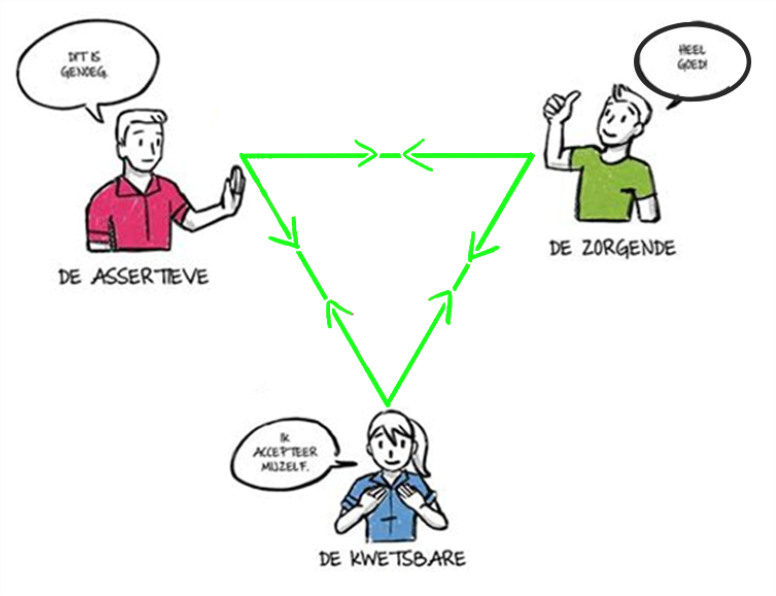 DIT IS
GENOEG.
HEEL
GOED!
DE ASSERTIEVE
DE ZORGENDE
IK
ACCEPTEER
MIJZELF.
DE KWETSBARE